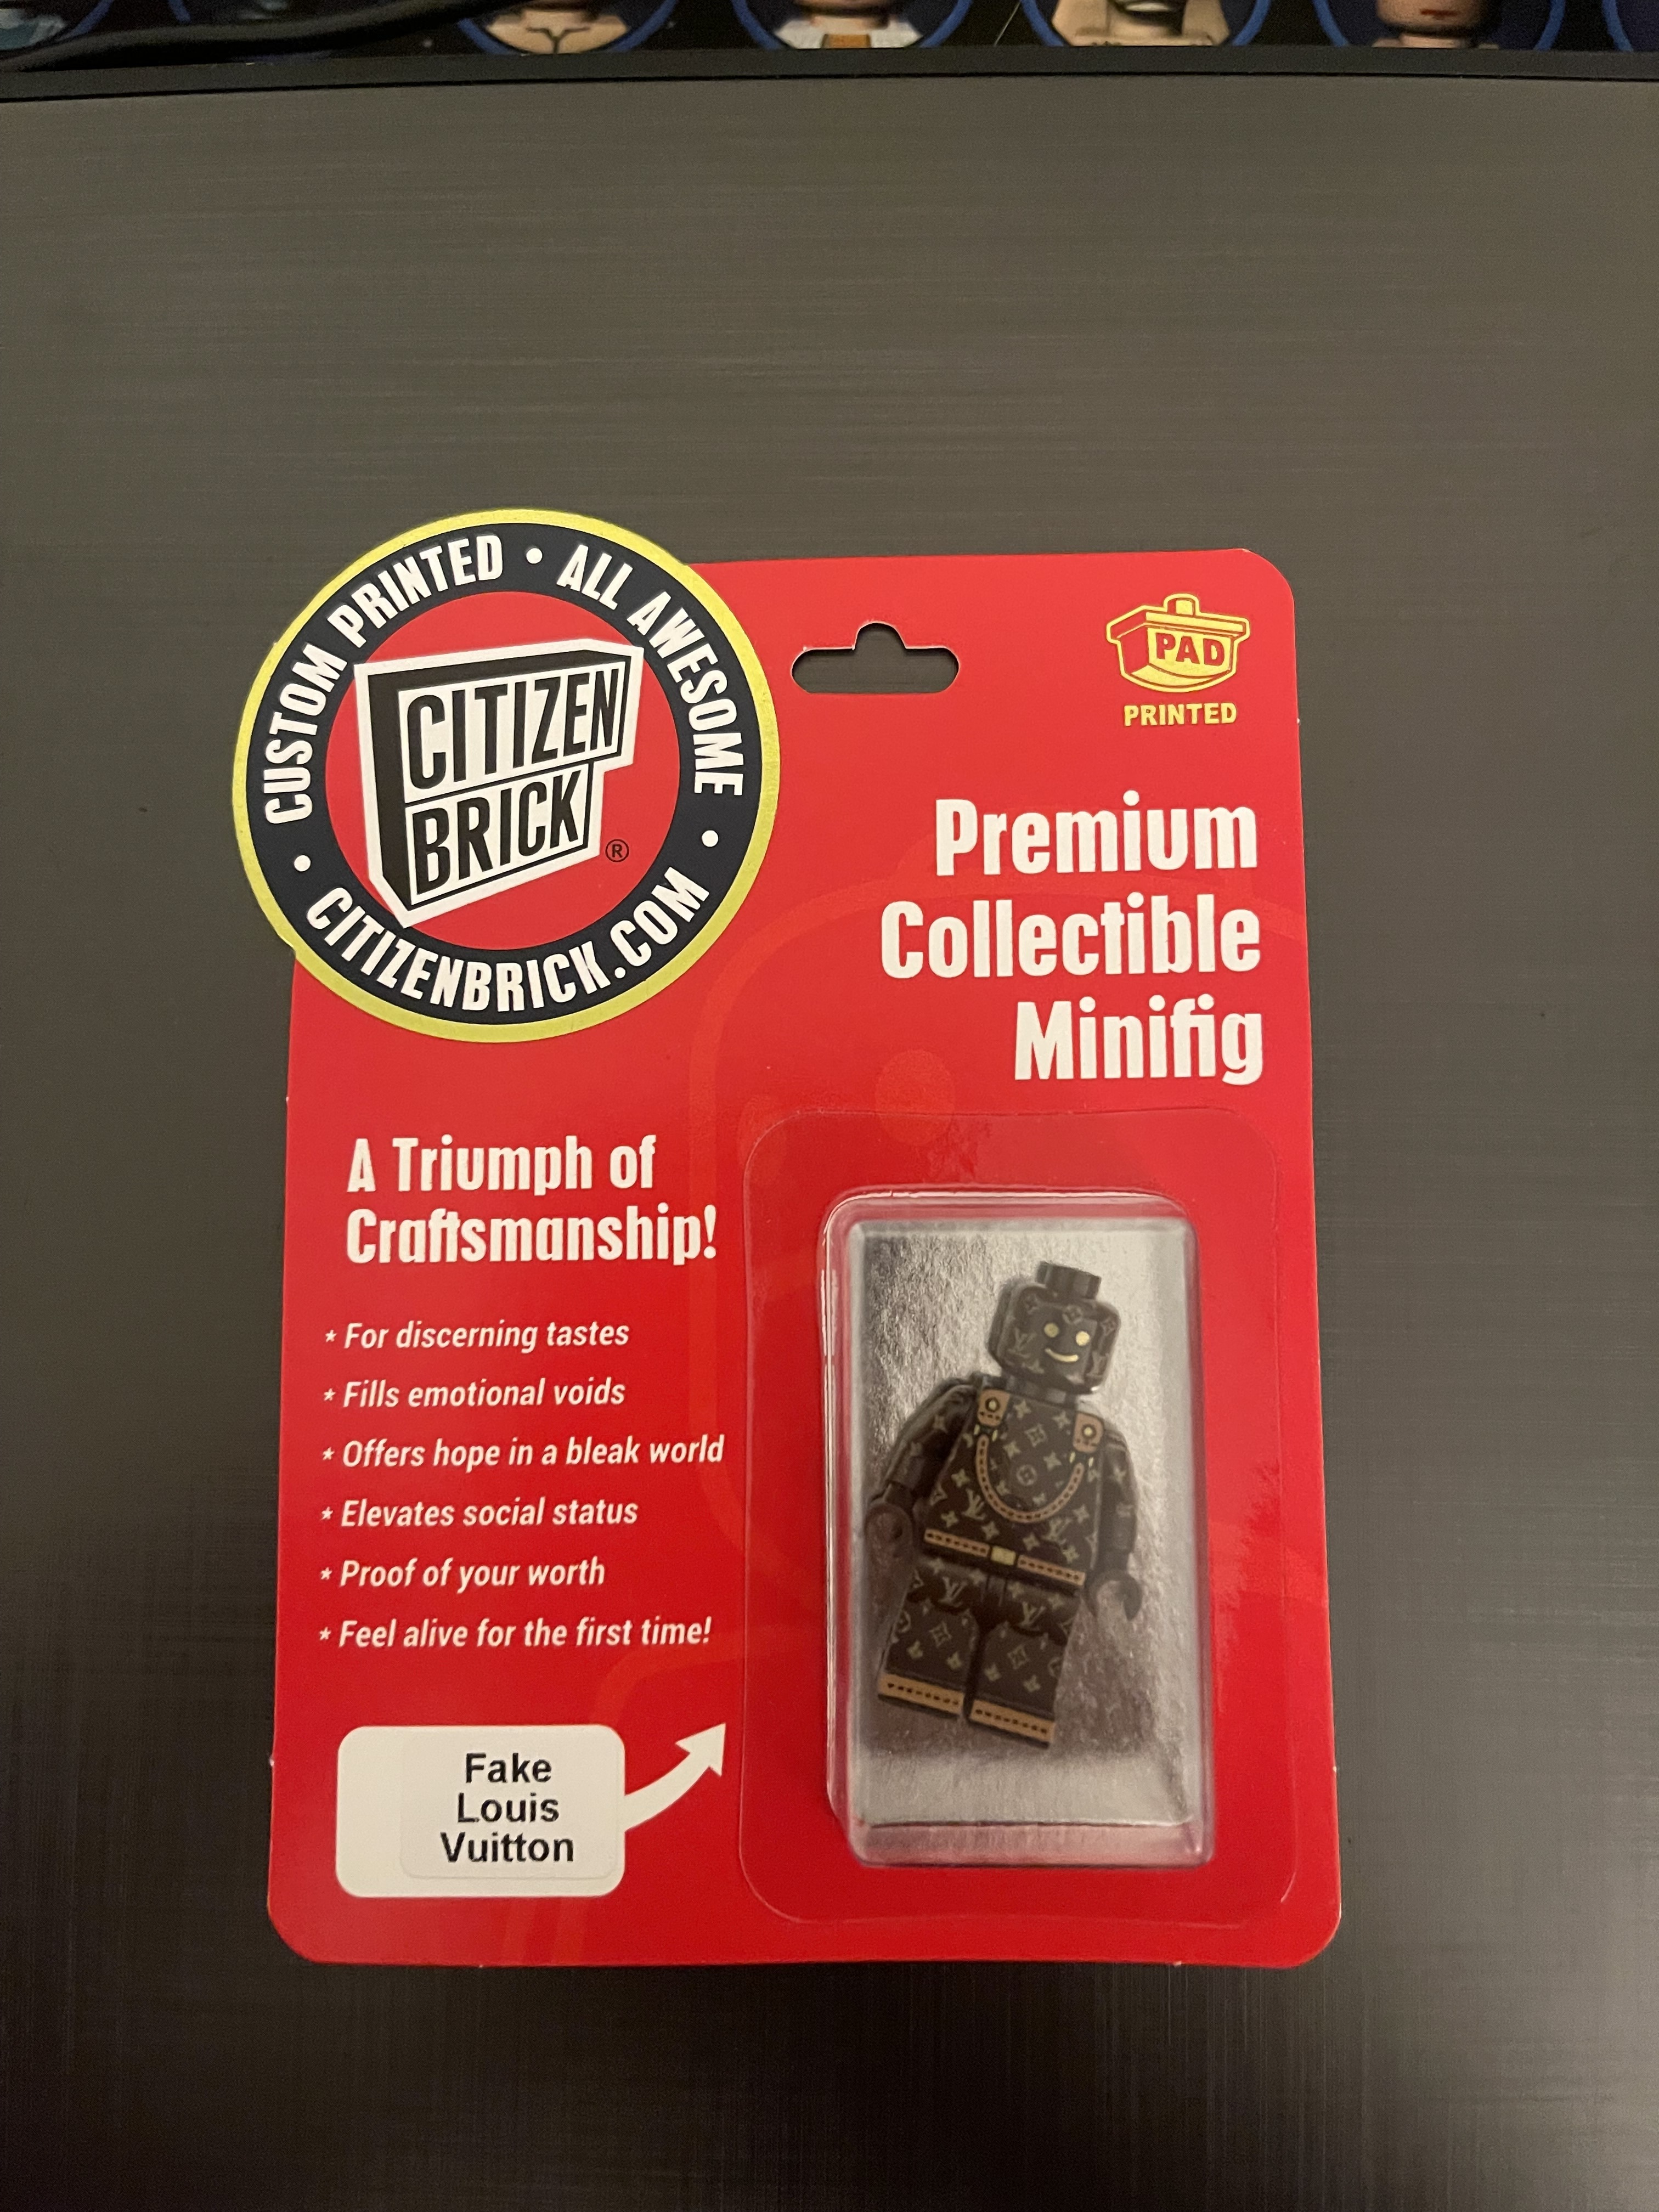 CUSTOM PRINTED • ALL AWESOME • CITIZENBRICK.COM •
CITIZEN
BRICK®
PAD
PRINTED
Premium
Collectible
Minifig
A Triumph of
Craftsmanship!
* For discerning tastes
* Fills emotional voids
* Offers hope in a bleak world
* Elevates social status
* Proof of your worth
* Feel alive for the first time!
Fake
Louis
Vuitton